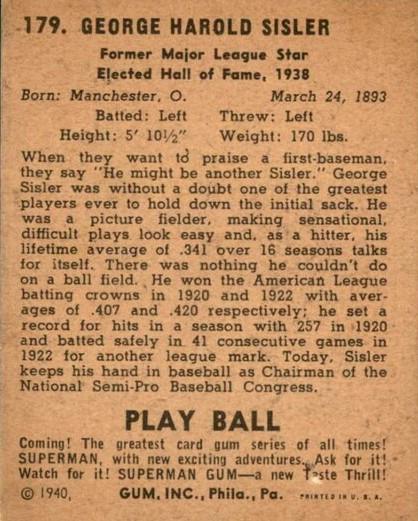 179. GEORGE HAROLD SISLER
Former Major League Star
Elected Hall of Fame, 1938
Born: Manchester, O. March 24, 1893
Batted: Left Threw: Left
Height: 5' 10½" Weight: 170 lbs.
When they want to praise a first-baseman,
they say "He might be another Sisler." George
Sisler was without a doubt one of the greatest
players ever to hold down the initial sack. He
was a picture fielder, making sensational,
difficult plays look easy and, as a hitter, his
lifetime average of .341 over 16 seasons talks
for itself. There was nothing he couldn't do
on a ball field. He won the American League
batting crowns in 1920 and 1922 with aver-
ages of .407 and .420 respectively; he set a
record for hits in a season with 257 in 1920
and batted safely in 41 consecutive games in
1922 for another league mark. Today, Sisler
keeps his hand in baseball as Chairman of the
National Semi-Pro Baseball Congress.
PLAY BALL
Coming! The greatest card gum series of all times!
SUPERMAN, with new exciting adventures. Ask for it!
Watch for it! SUPERMAN GUM—a new Taste Thrill!
© 1940, GUM, INC., Phila., Pa. PRINTED IN U. S. A.